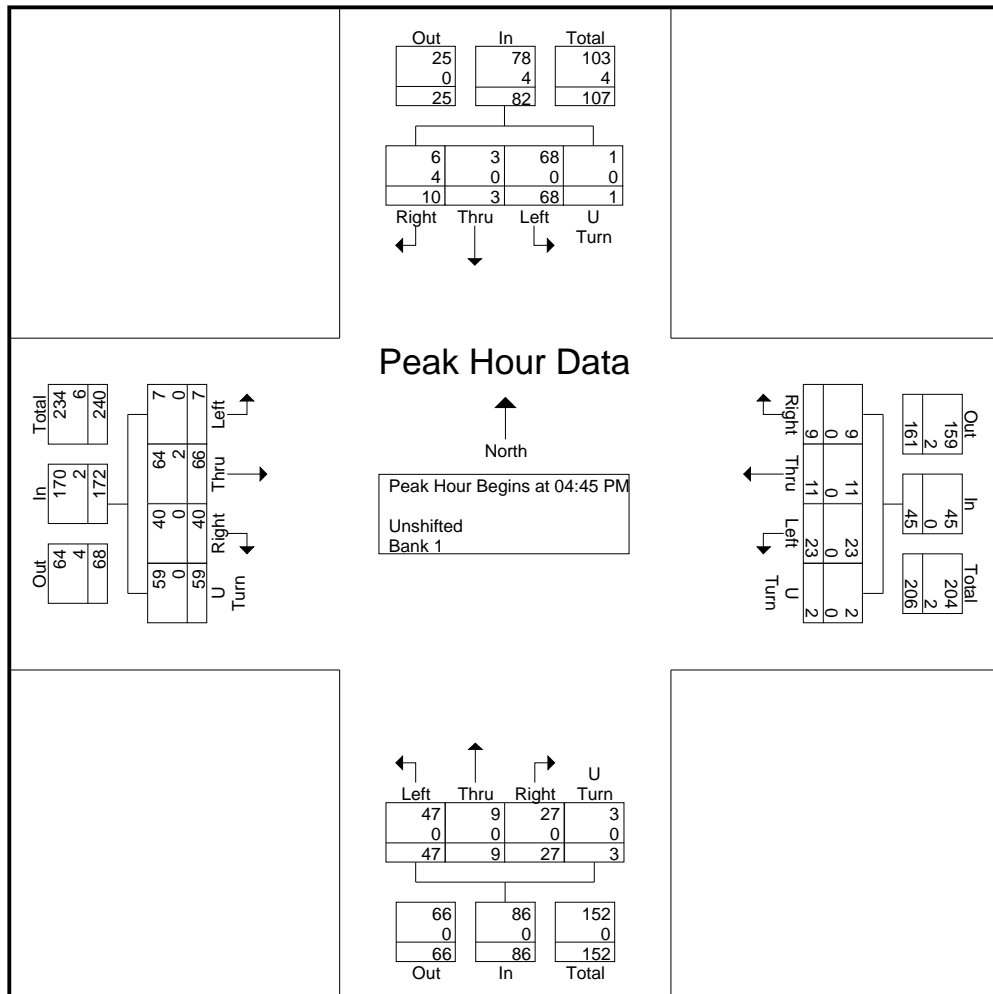 Out In Total
25 78 103
0 4 4
25 82 107
6 3 68 1
4 0 0 0
10 3 68 1
Right Thru Left U
Turn
Peak Hour Data
North
Peak Hour Begins at 04:45 PM
Unshifted
Bank 1
Total
234
6
240
In
170
2
172
Out
64
4
68
7
0
7
Left
64
2
66
Thru
40
0
40
Right
59
0
59
U
Turn
Right
9
0
9
Thru
11
0
11
Left
23
0
23
U
Turn
2
0
2
Out
159
2
161
In
45
0
45
Total
204
2
206
U
Left Thru Right Turn
47 9 27 3
0 0 0 0
47 9 27 3
66 86 152
0 0 0
66 86 152
Out In Total